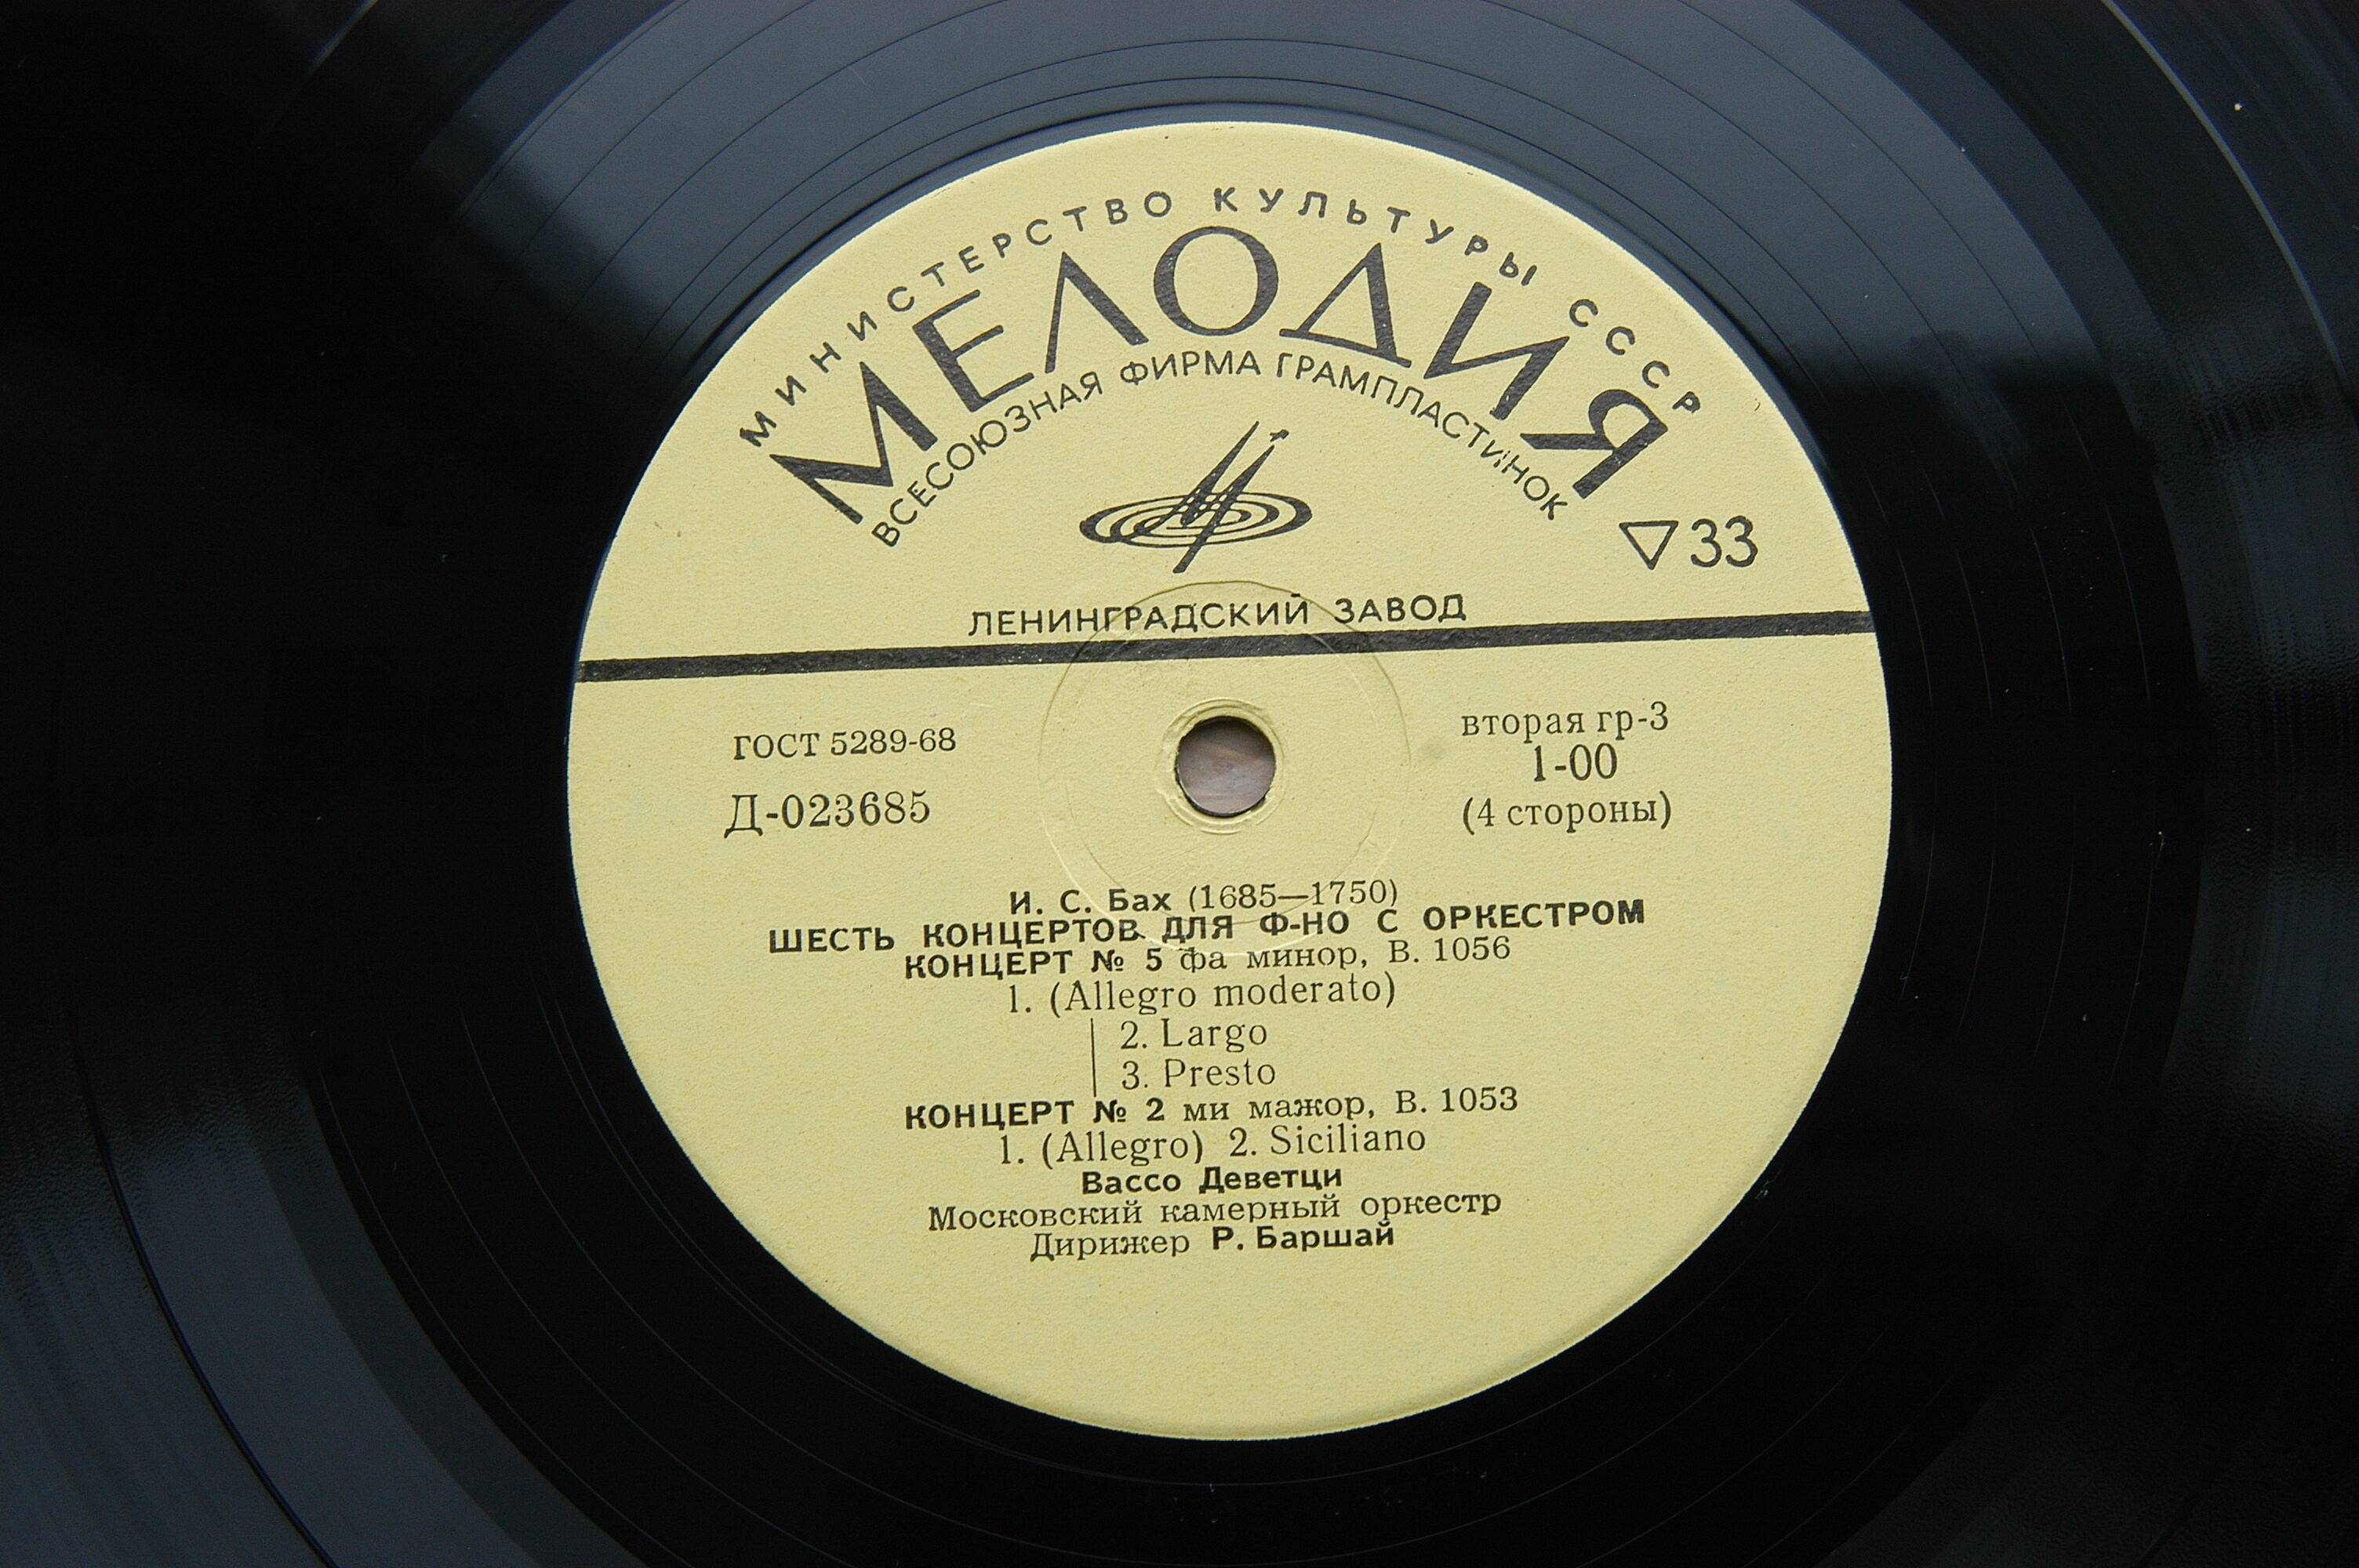 МИНИСТЕРСТВО КУЛЬТУРЫ СССР
МЕЛОДИЯ
ВСЕСОЮЗНАЯ ФИРМА ГРАМПЛАСТИНОК
▽33
ЛЕНИНГРАДСКИЙ ЗАВОД
ГОСТ 5289-68
Д-023685
вторая гр-3
1-00
(4 стороны)
И. С. Бах (1685—1750)
ШЕСТЬ КОНЦЕРТОВ ДЛЯ Ф-НО С ОРКЕСТРОМ
КОНЦЕРТ № 5 фа минор, В. 1056
1. (Allegro moderato)
2. Largo
3. Presto
КОНЦЕРТ № 2 ми мажор, В. 1053
1. (Allegro) 2. Siciliano
Вассо Деветци
Московский камерный оркестр
Дирижер Р. Баршай